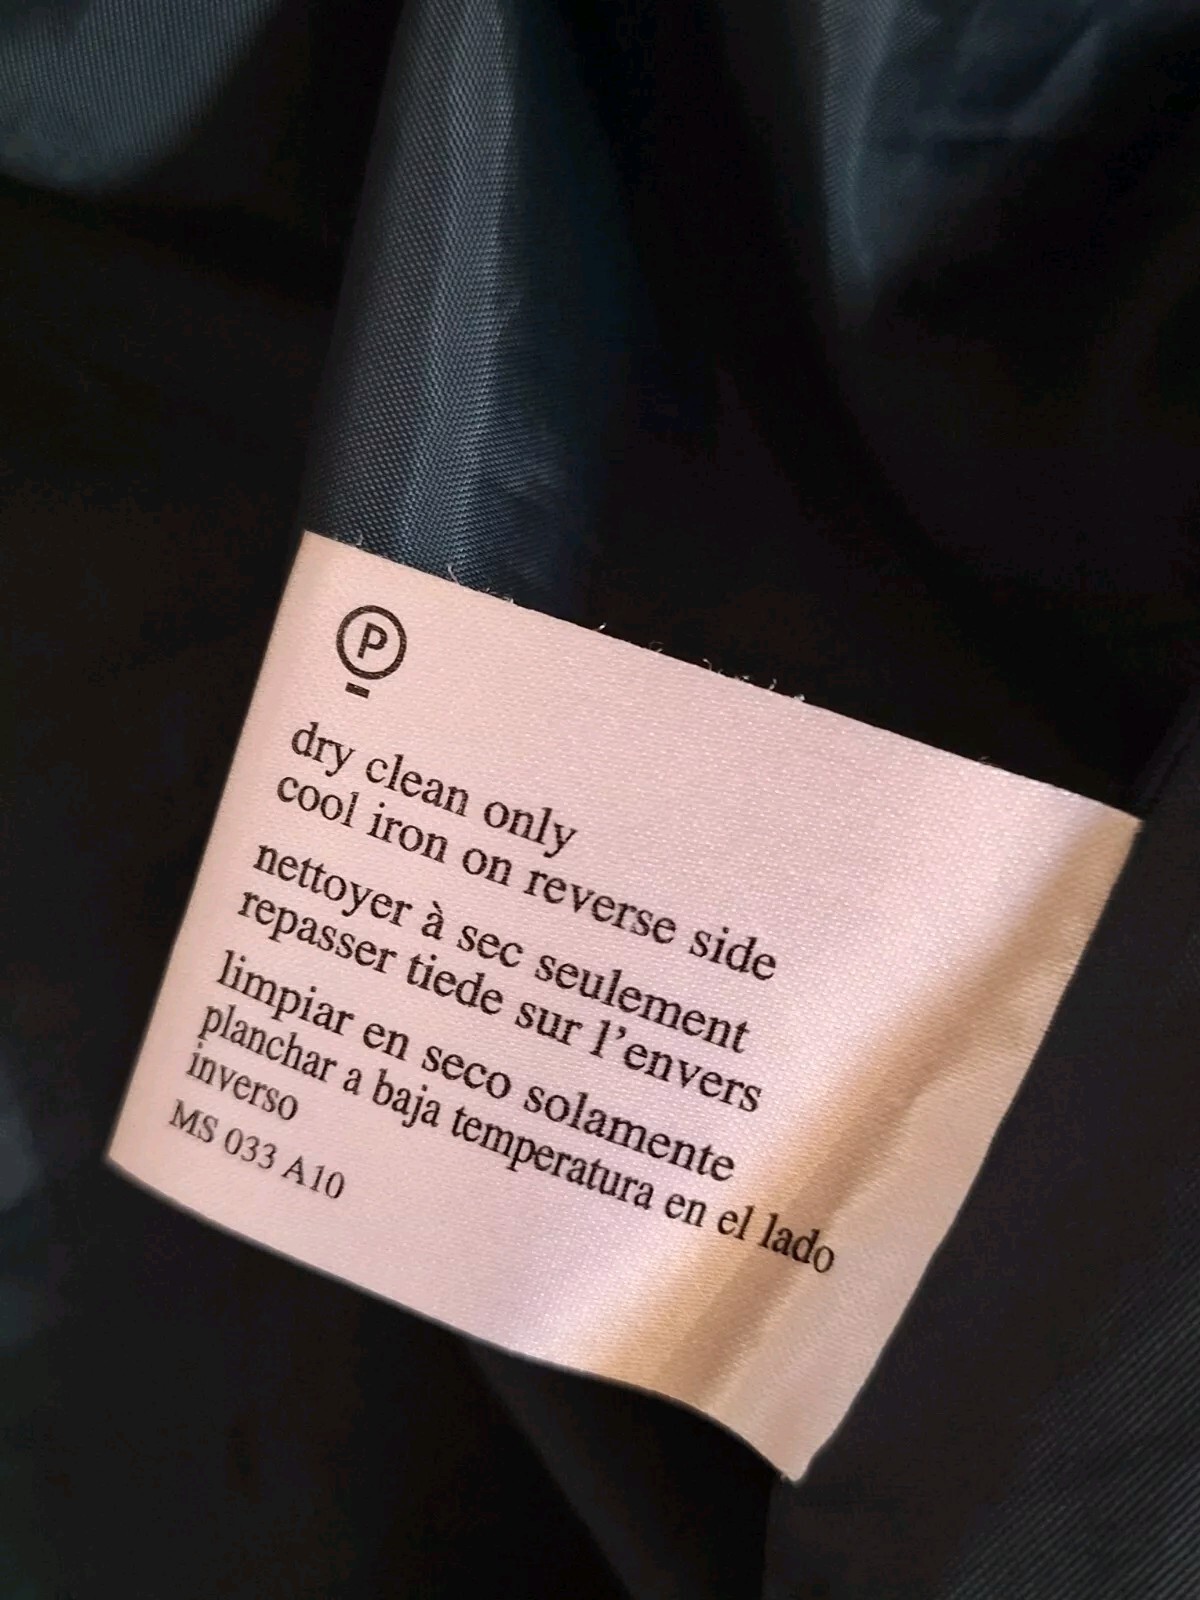 P
dry clean only
cool iron on reverse side
nettoyer à sec seulement
repasser tiede sur l'envers
limpiar en seco solamente
planchar a baja temperatura en el lado
inverso
MS 033 A10